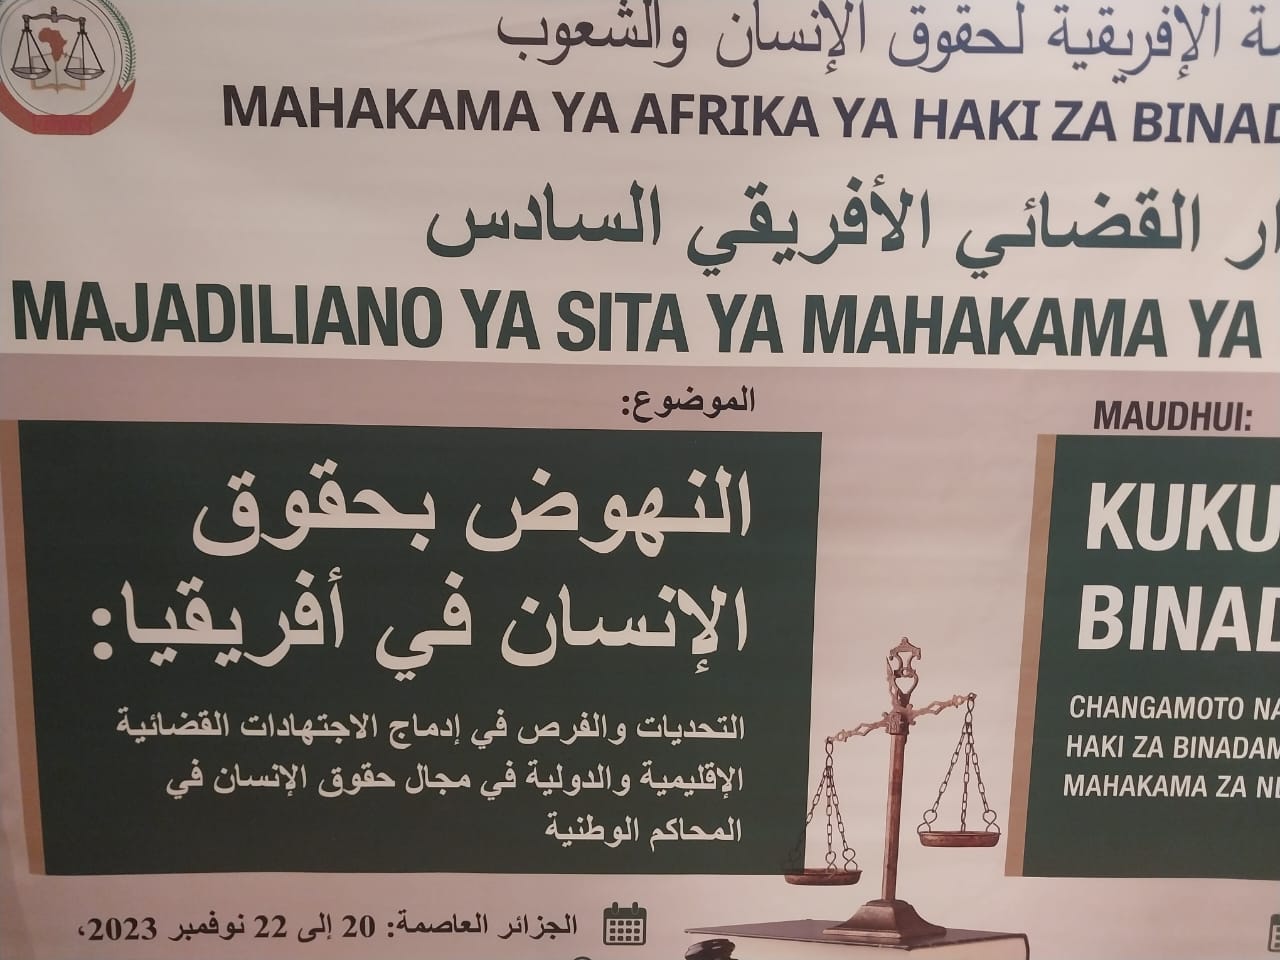 الإفريقية لحقوق الإنسان والشعوب
MAHAKAMA YA AFRIKA YA HAKI ZA
القضائي الأفريقي السادس
MAJADILIANO YA SITA YA MAHAKAMA YA
الموضوع:
النهوض بحقوق
الإنسان في أفريقيا:
التحديات والفرص في إدماج الاجتهادات القضائية
الإقليمية والدولية في مجال حقوق الإنسان في
المحاكم الوطنية
الجزائر العاصمة: 20 إلى 22 نوفمبر 2023،
MAUDHUI:
KUKU
BINAD
CHANGAMOTO NA
HAKI ZA BINADAM
MAHAKAMA ZA